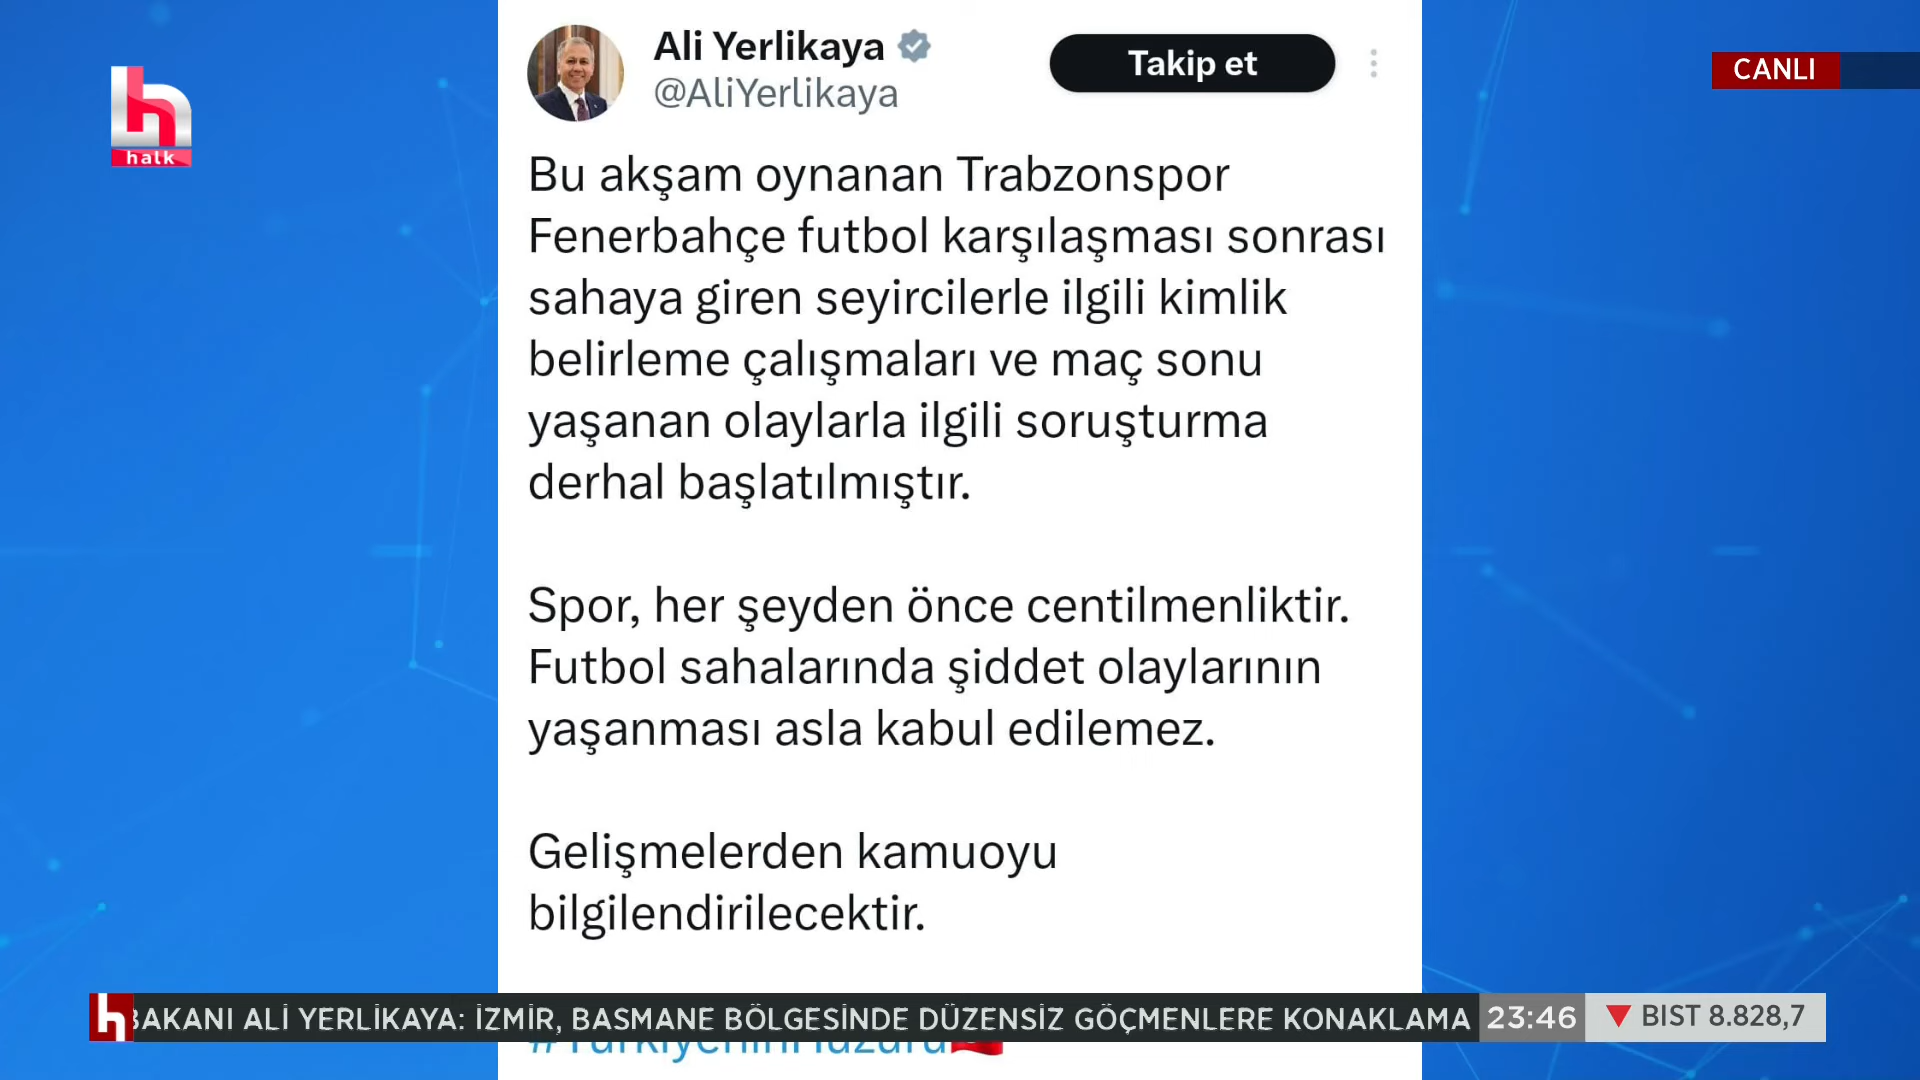 Ali Yerlikaya
@AliYerlikaya
Takip et
CANLI
halk
Bu akşam oynanan Trabzonspor
Fenerbahçe futbol karşılaşması sonrası
sahaya giren seyircilerle ilgili kimlik
belirleme çalışmaları ve maç sonu
yaşanan olaylarla ilgili soruşturma
derhal başlatılmıştır.
Spor, her şeyden önce centilmenliktir.
Futbol sahalarında şiddet olaylarının
yaşanması asla kabul edilemez.
Gelişmelerden kamuoyu
bilgilendirilecektir.
BAKANI ALİ YERLİKAYA: İZMİR, BASMANE BÖLGESİNDE DÜZENSİZ GÖÇMENLERE KONAKLAMA
23:46
BIST 8.828,7